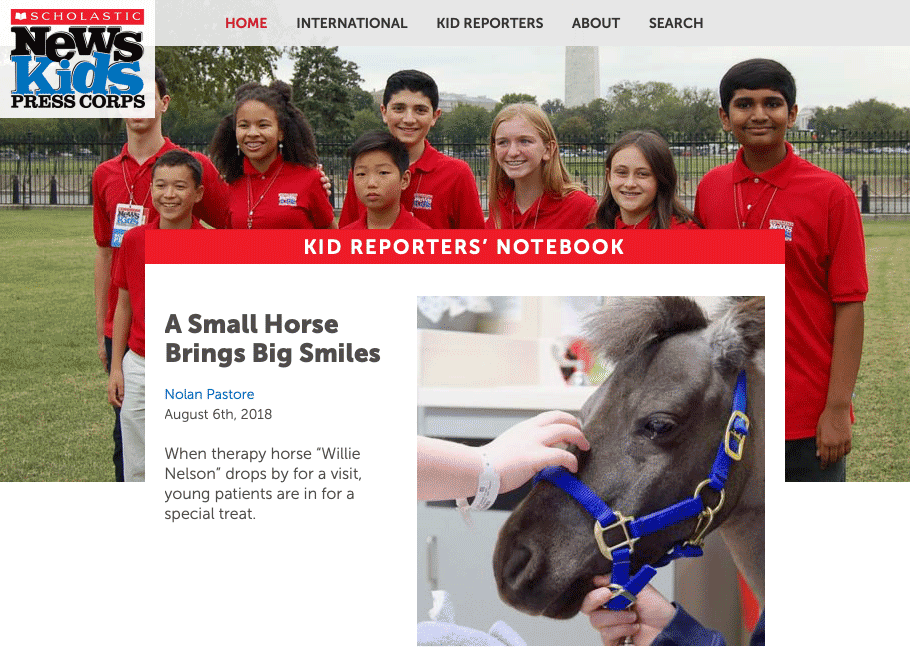 SCHOLASTIC
NeWS
Kids
PRESS CORPS
HOME INTERNATIONAL KID REPORTERS ABOUT SEARCH
KID REPORTERS’ NOTEBOOK
A Small Horse
Brings Big Smiles
Nolan Pastore
August 6th, 2018
When therapy horse “Willie
Nelson” drops by for a visit,
young patients are in for a
special treat.